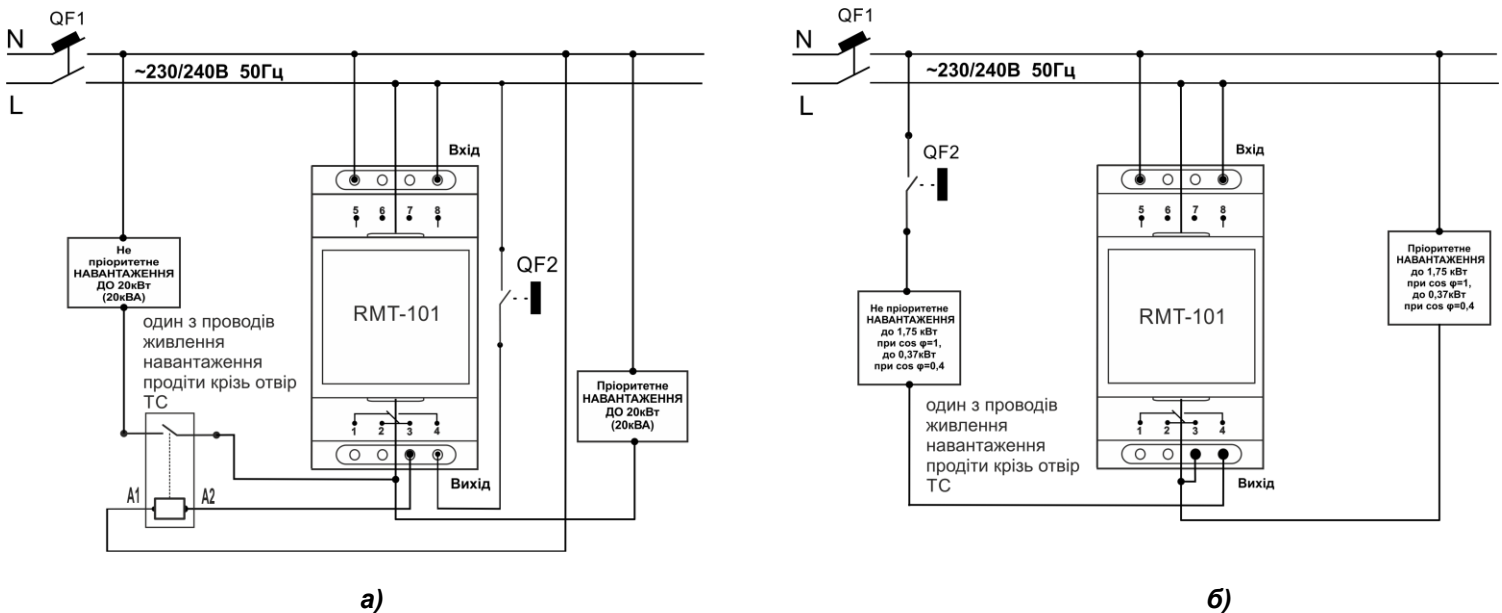 QF1
N
~230/240В 50Гц
L
Вхід
5 6 7 8
QF2
Не
пріоритетне
НАВАНТАЖЕННЯ
ДО 20кВт
(20кВА)
RMT-101
один з проводів
живлення
навантаження
продіти крізь отвір
ТС
Пріоритетне
НАВАНТАЖЕННЯ
ДО 20кВт
(20кВА)
1 2 3 4
Вихід
A1 A2
а)
QF1
N
~230/240В 50Гц
L
Вхід
QF2
5 6 7 8
Пріоритетне
НАВАНТАЖЕННЯ
до 1,75 кВт
при cos φ=1,
до 0,37кВт
при cos φ=0,4
RMT-101
Не пріоритетне
НАВАНТАЖЕННЯ
до 1,75 кВт
при cos φ=1,
до 0,37кВт
при cos φ=0,4
один з проводів
живлення
навантаження
продіти крізь отвір
ТС
1 2 3 4
Вихід
б)